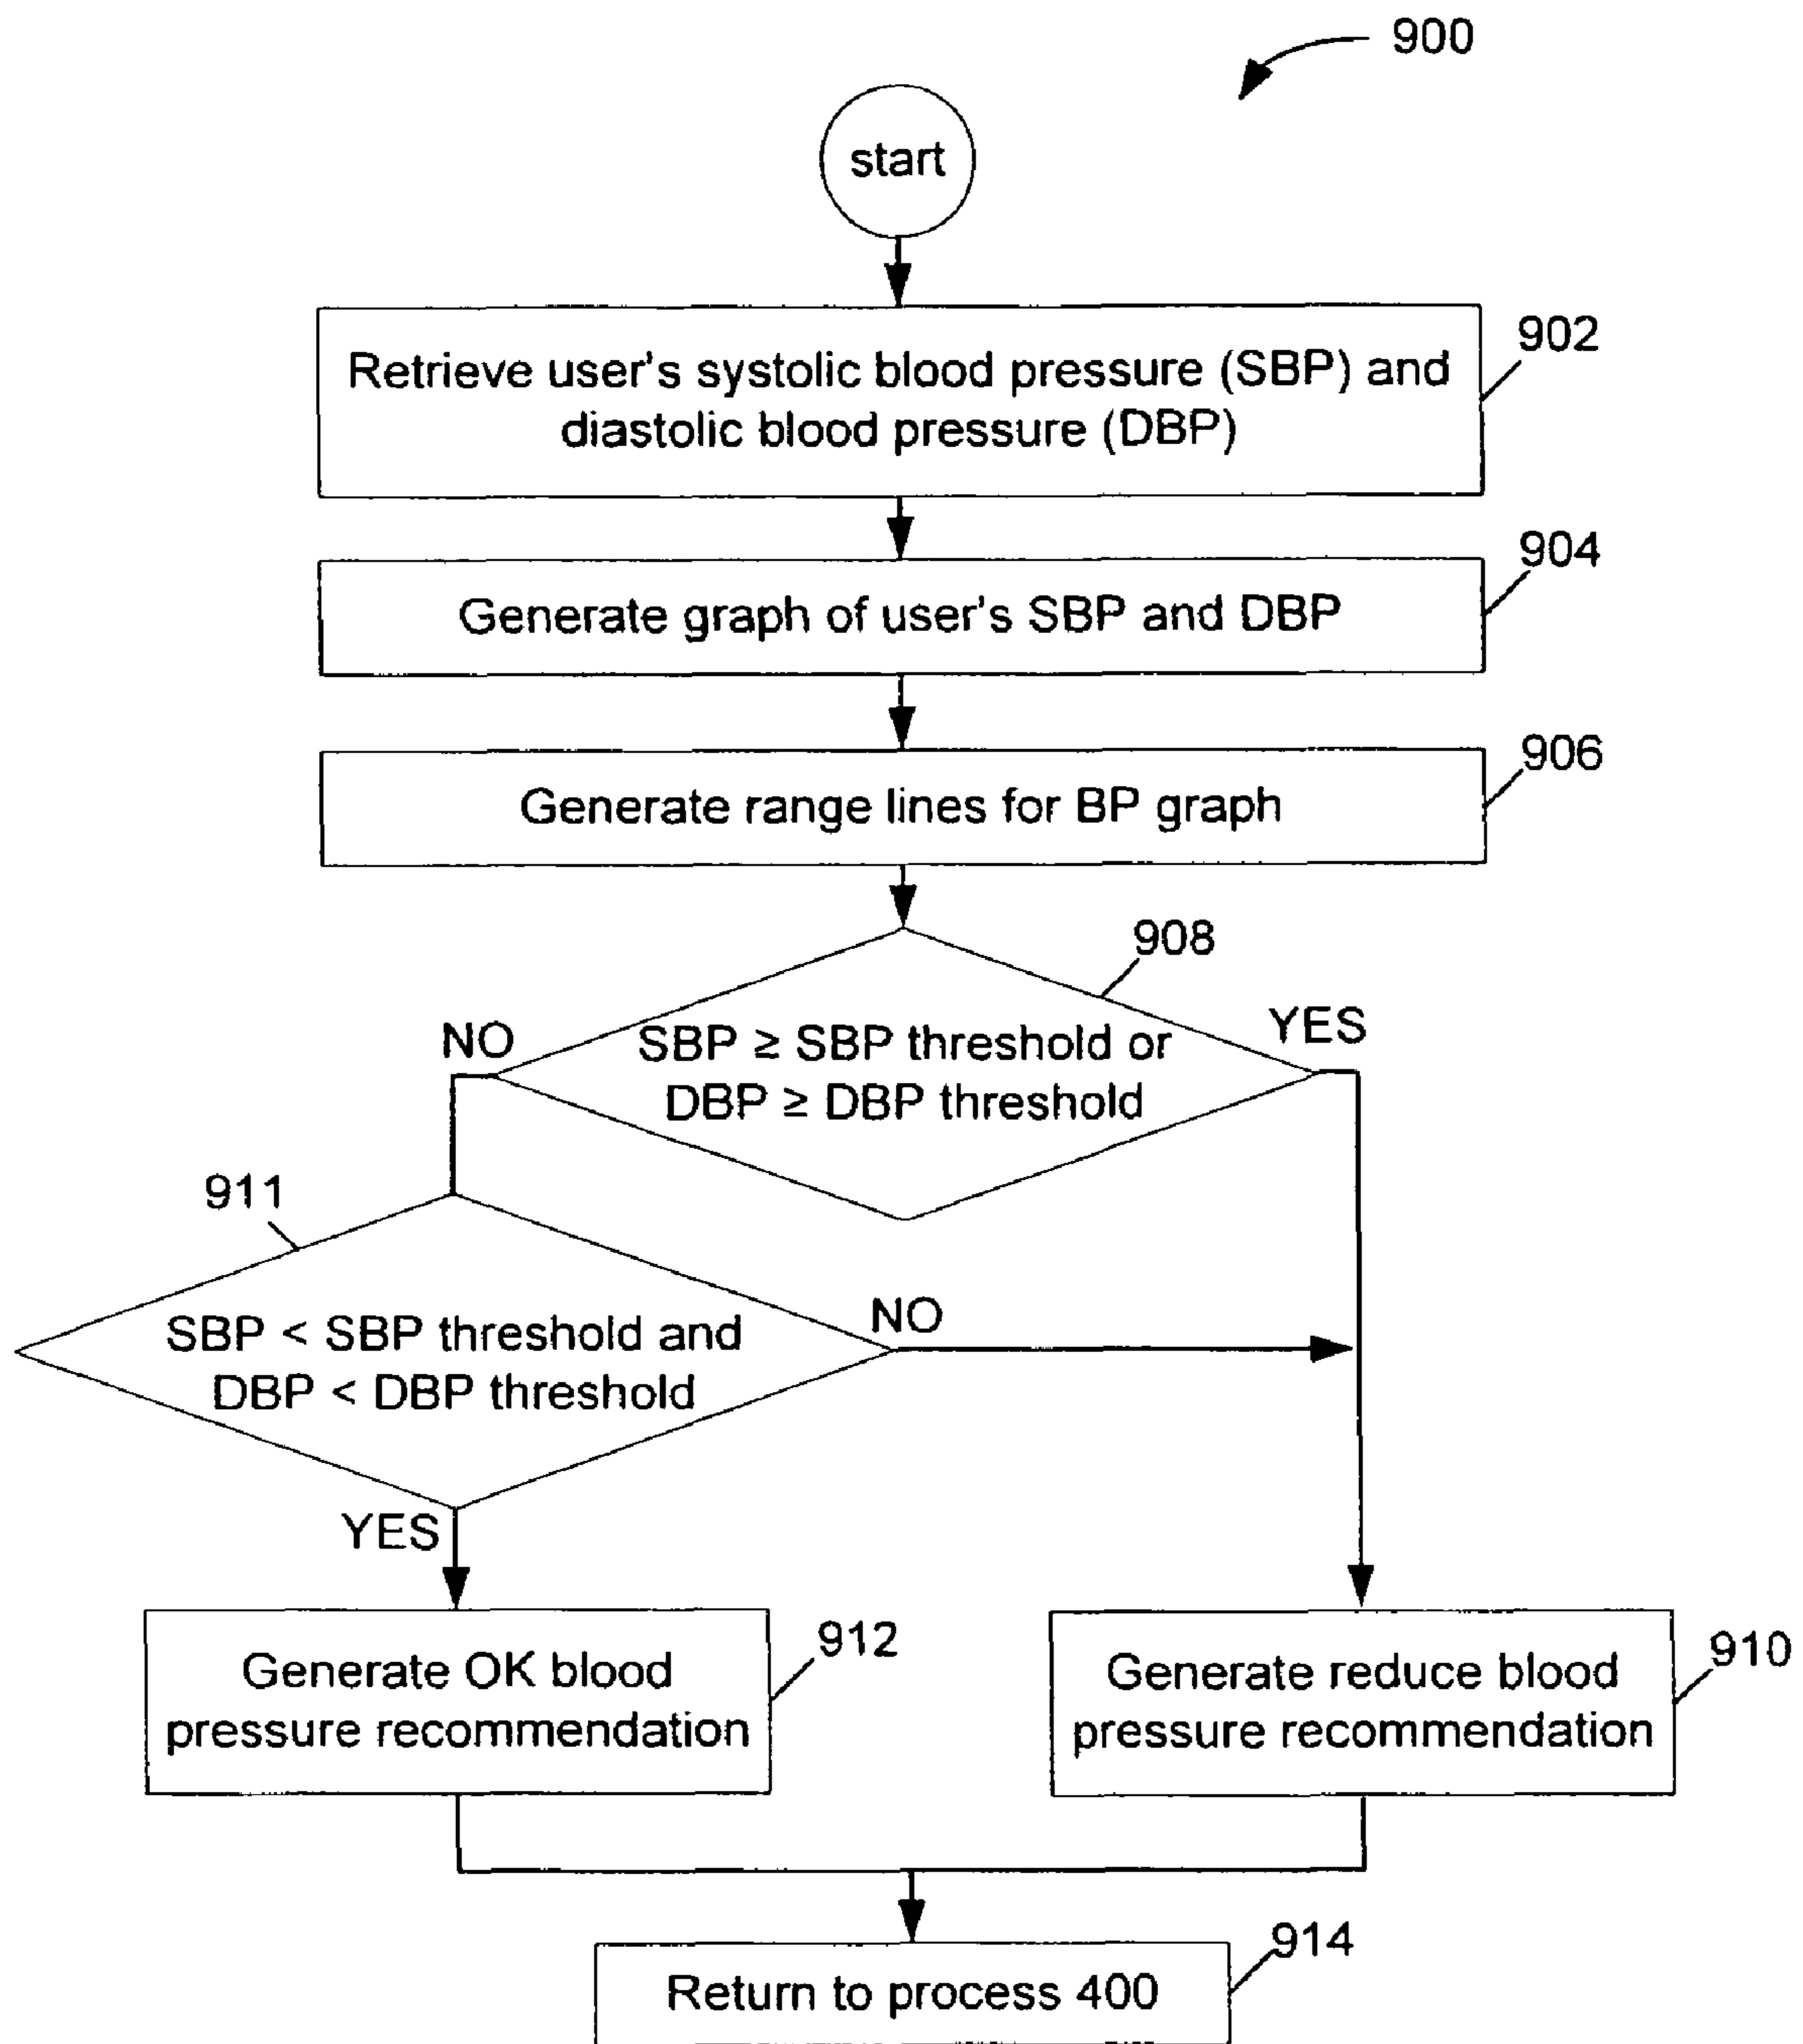 900
start
902
Retrieve user's systolic blood pressure (SBP) and
diastolic blood pressure (DBP)
904
Generate graph of user's SBP and DBP
906
Generate range lines for BP graph
908
NO
YES
SBP ≥ SBP threshold or
DBP ≥ DBP threshold
911
NO
SBP < SBP threshold and
DBP < DBP threshold
YES
912
Generate OK blood
pressure recommendation
910
Generate reduce blood
pressure recommendation
914
Return to process 400